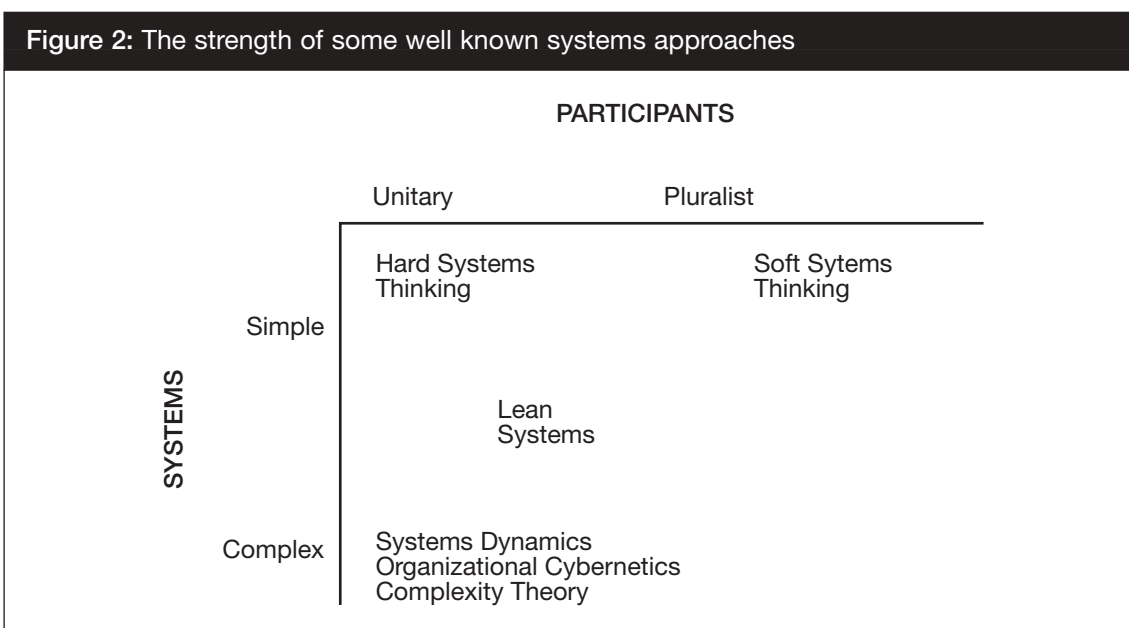 Figure 2: The strength of some well known systems approaches
PARTICIPANTS
Unitary
Pluralist
Hard Systems
Thinking
Soft Sytems
Thinking
Simple
SYSTEMS
Lean
Systems
Complex
Systems Dynamics
Organizational Cybernetics
Complexity Theory